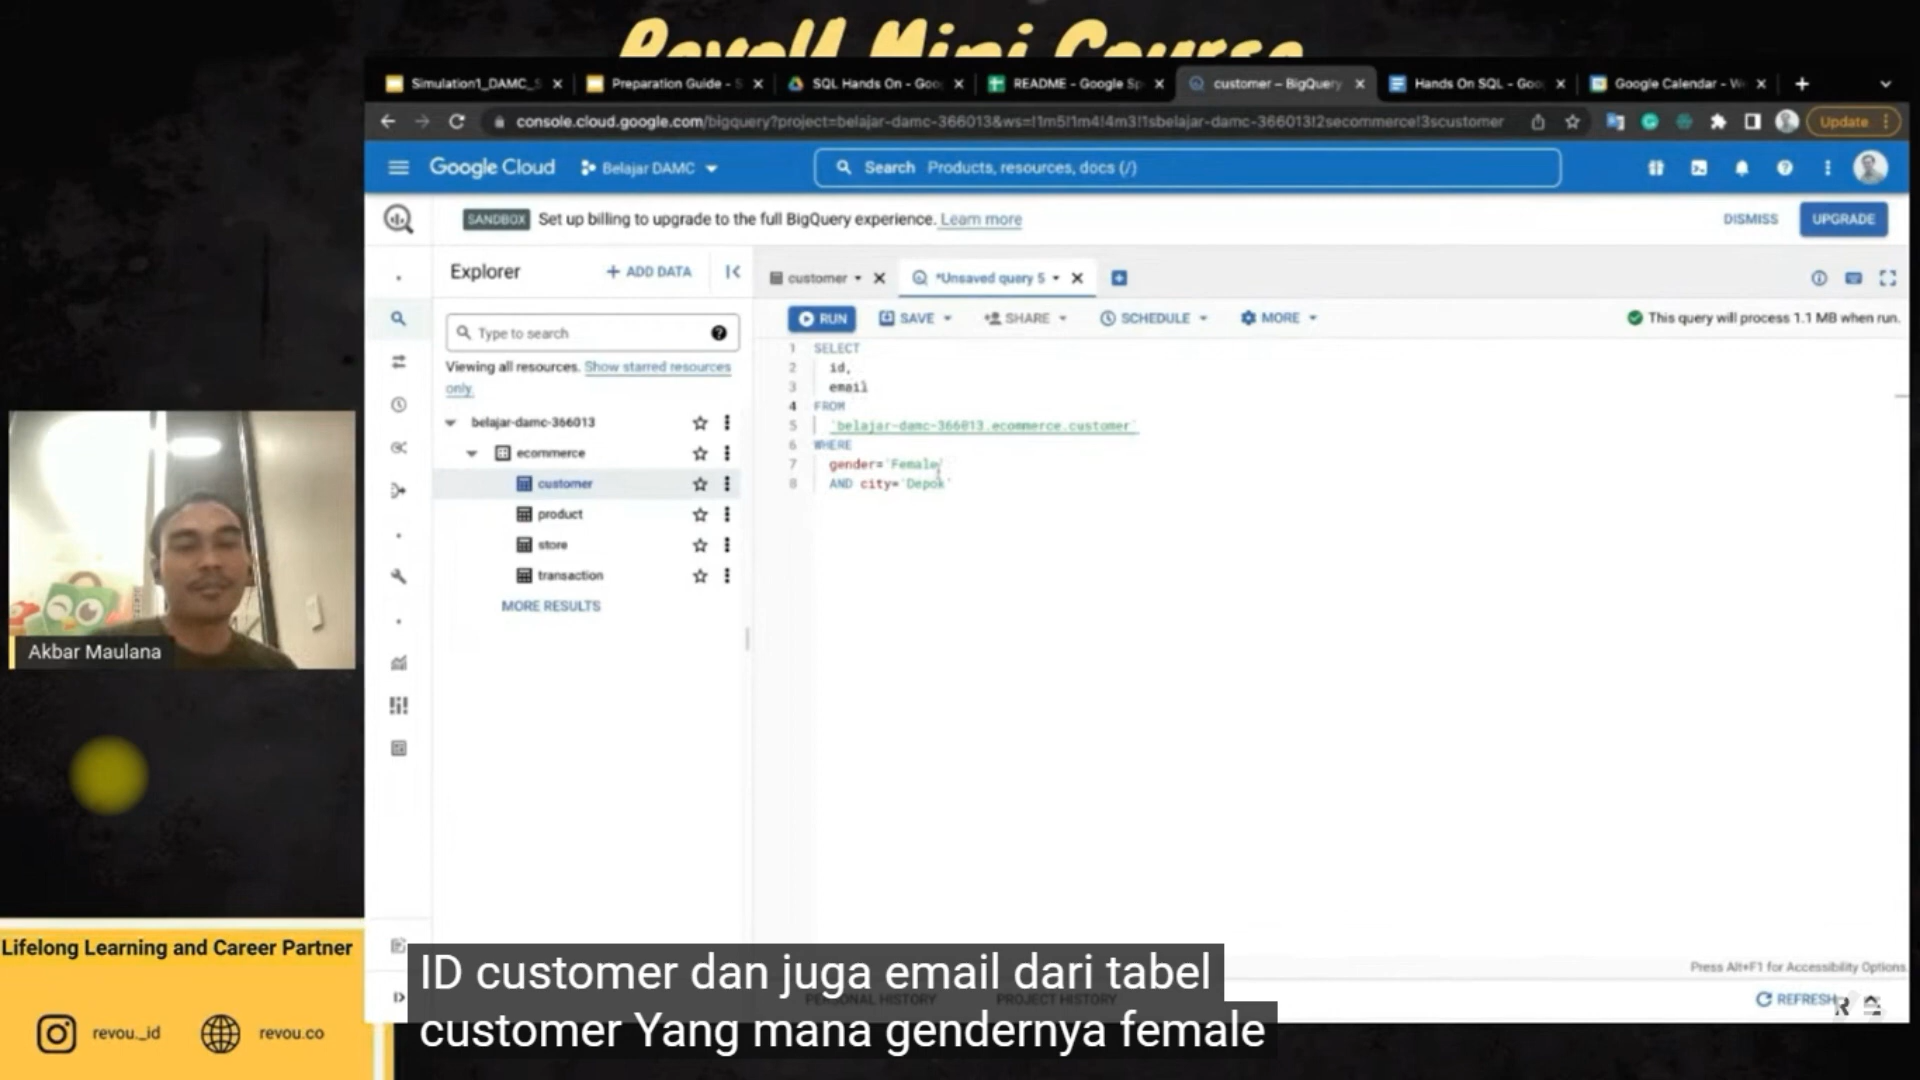 RevoU Mini Course
Simulation1_DAMC_S
Preparation Guide - S
SQL Hands On - Goo
README - Google Sp
customer – BigQuery
Hands On SQL - Goo
Google Calendar - We
console.cloud.google.com/bigquery?project=belajar-damc-366013&ws=!1m5!1m4!4m3!1sbelajar-damc-366013!2secommerce!3scustomer
Update
Google Cloud
Belajar DAMC
Search Products, resources, docs (/)
SANDBOX Set up billing to upgrade to the full BigQuery experience. Learn more
DISMISS
UPGRADE
Explorer
+ ADD DATA
customer
*Unsaved query 5
RUN
SAVE
SHARE
SCHEDULE
MORE
This query will process 1.1 MB when run.
Type to search
Viewing all resources. Show starred resources
only.
belajar-damc-366013
ecommerce
customer
product
store
transaction
MORE RESULTS
1 SELECT
2 id,
3 email
4 FROM
5 `belajar-damc-366013.ecommerce.customer`
6 WHERE
7 gender='Female'
8 AND city='Depok'
Akbar Maulana
Lifelong Learning and Career Partner
revou_id
revou.co
Press Alt+F1 for Accessibility Options.
PERSONAL HISTORY
PROJECT HISTORY
REFRESH
ID customer dan juga email dari tabel
customer Yang mana gendernya female